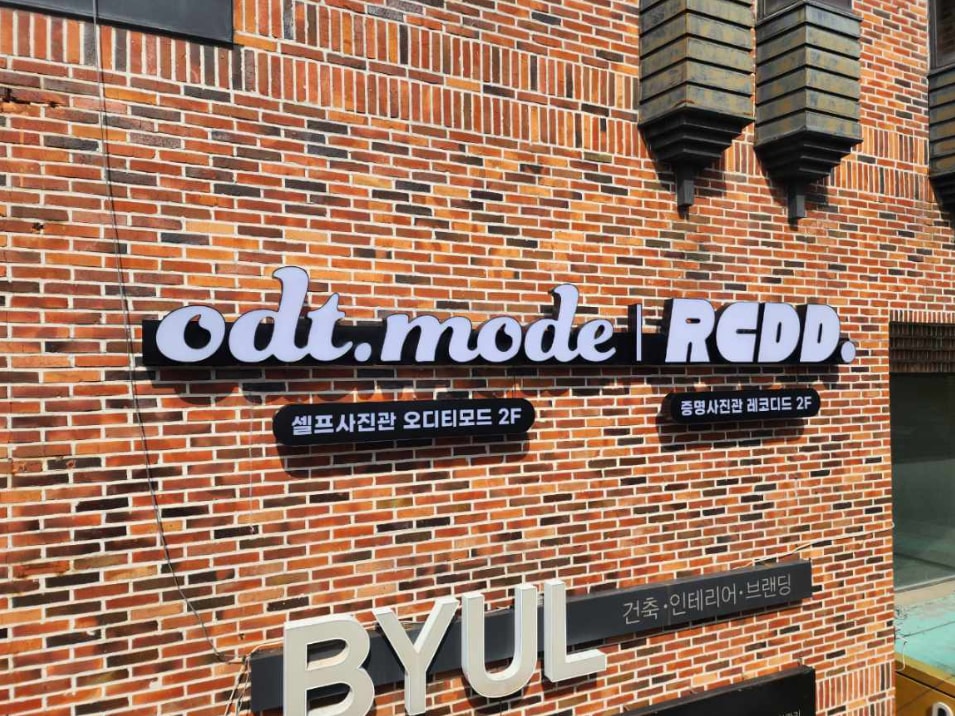 odt.mode | RCDD.
셀프사진관 오디티모드 2F
증명사진관 레코디드 2F
건축·인테리어·브랜딩
BYUL